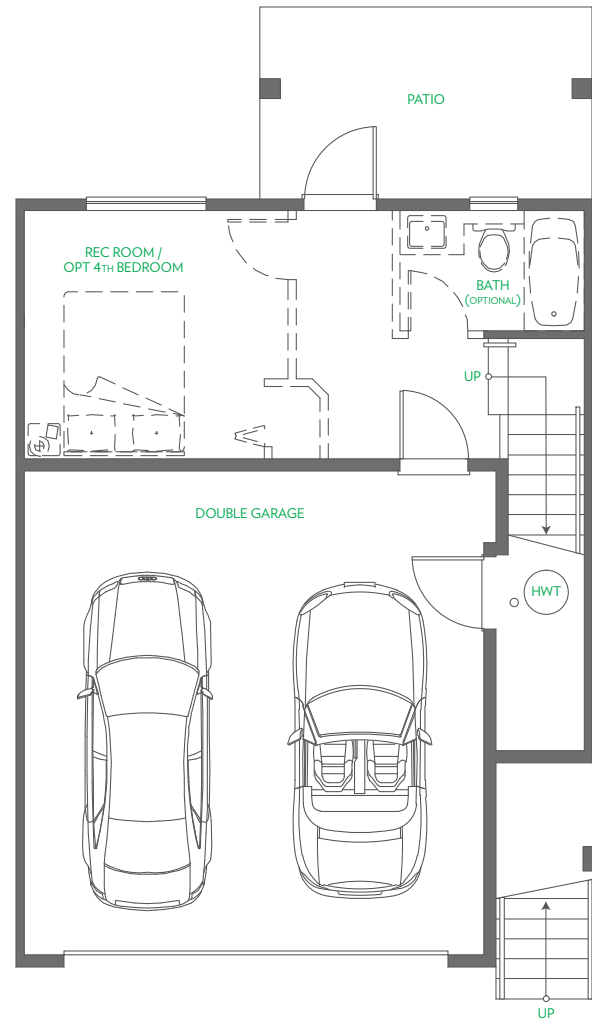 PATIO
REC ROOM /
OPT 4TH BEDROOM
BATH
(OPTIONAL)
UP
DOUBLE GARAGE
HWT
UP